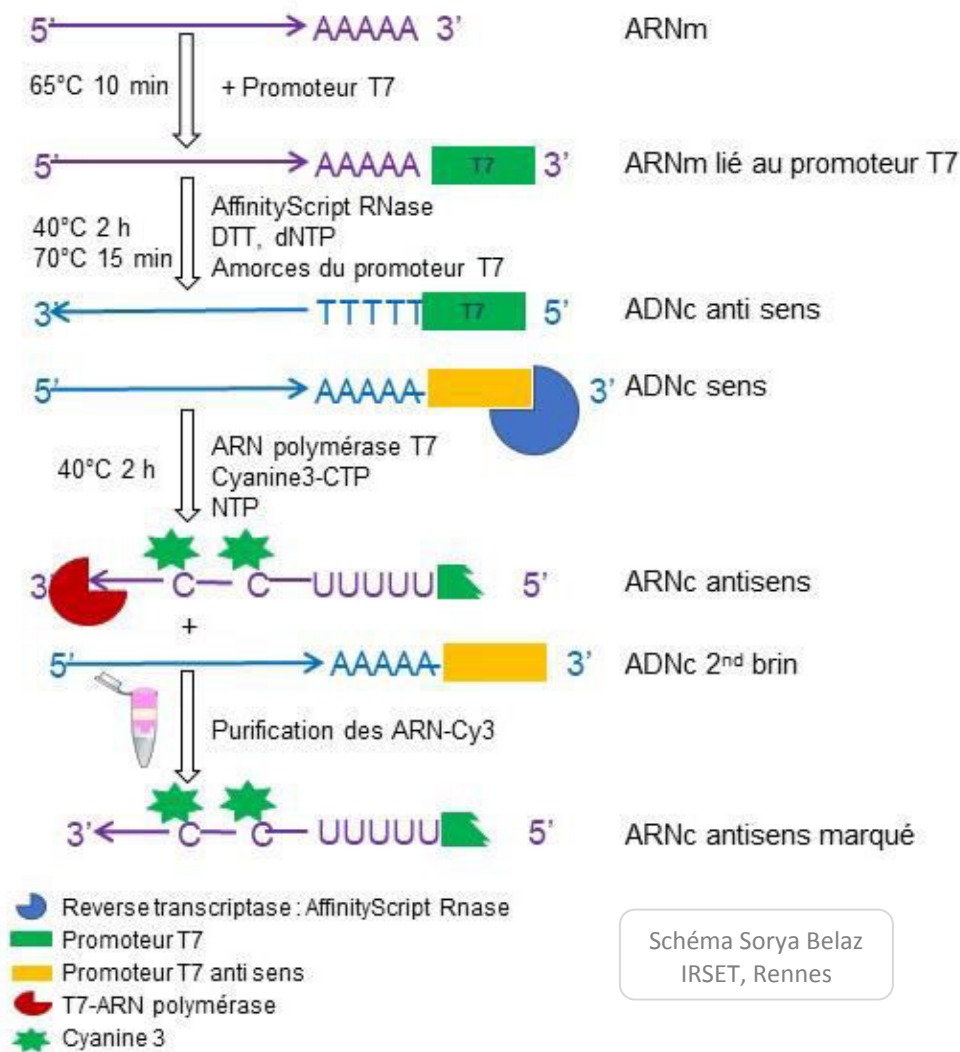 5' AAAAA 3' ARNm
65°C 10 min + Promoteur T7
5' AAAAA T7 3' ARNm lié au promoteur T7
AffinityScript RNase
40°C 2 h DTT, dNTP
70°C 15 min Amorces du promoteur T7
3' TTTTT T7 5' ADNc anti sens
5' AAAAA 3' ADNc sens
ARN polymérase T7
40°C 2 h Cyanine3-CTP
NTP
3' C C UUUUU 5' ARNc antisens
+
5' AAAAA 3' ADNc 2nd brin
Purification des ARN-Cy3
3' C C UUUUU 5' ARNc antisens marqué
Reverse transcriptase : AffinityScript Rnase
Promoteur T7
Promoteur T7 anti sens
T7-ARN polymérase
Cyanine 3
Schéma Sorya Belaz
IRSET, Rennes